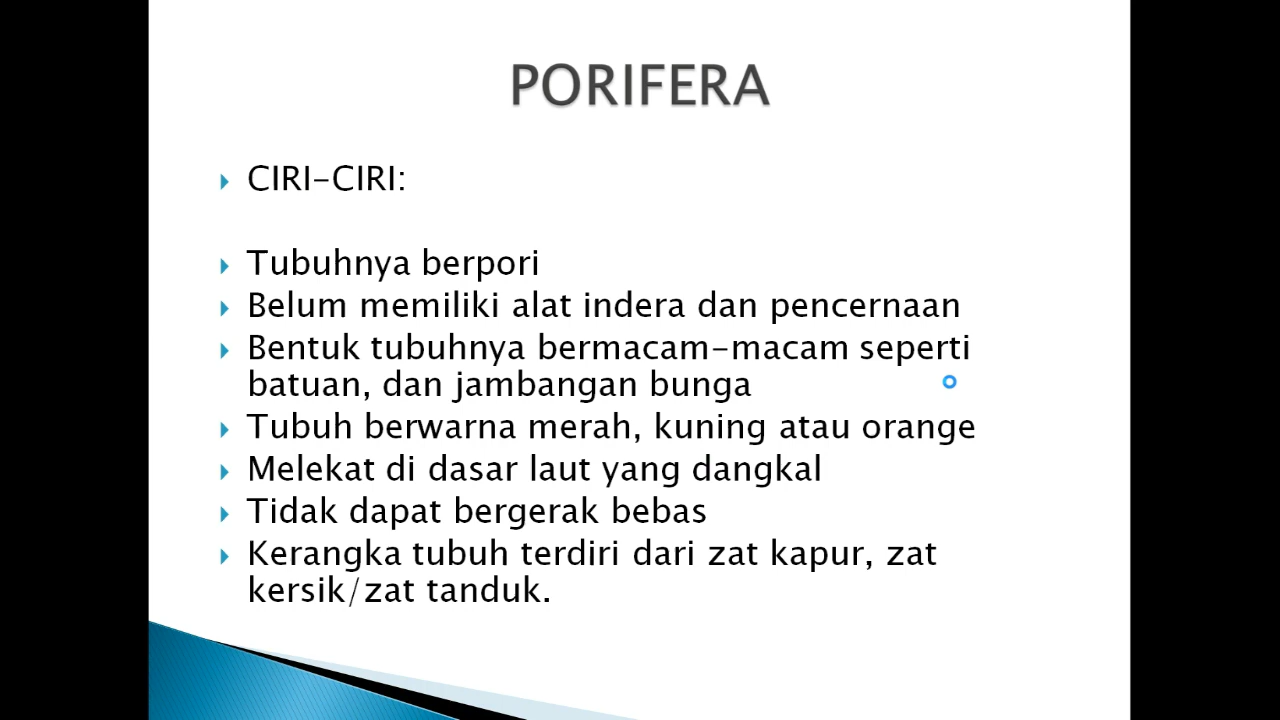 PORIFERA
CIRI-CIRI:
Tubuhnya berpori
Belum memiliki alat indera dan pencernaan
Bentuk tubuhnya bermacam-macam seperti
batuan, dan jambangan bunga
Tubuh berwarna merah, kuning atau orange
Melekat di dasar laut yang dangkal
Tidak dapat bergerak bebas
Kerangka tubuh terdiri dari zat kapur, zat
kersik/zat tanduk.